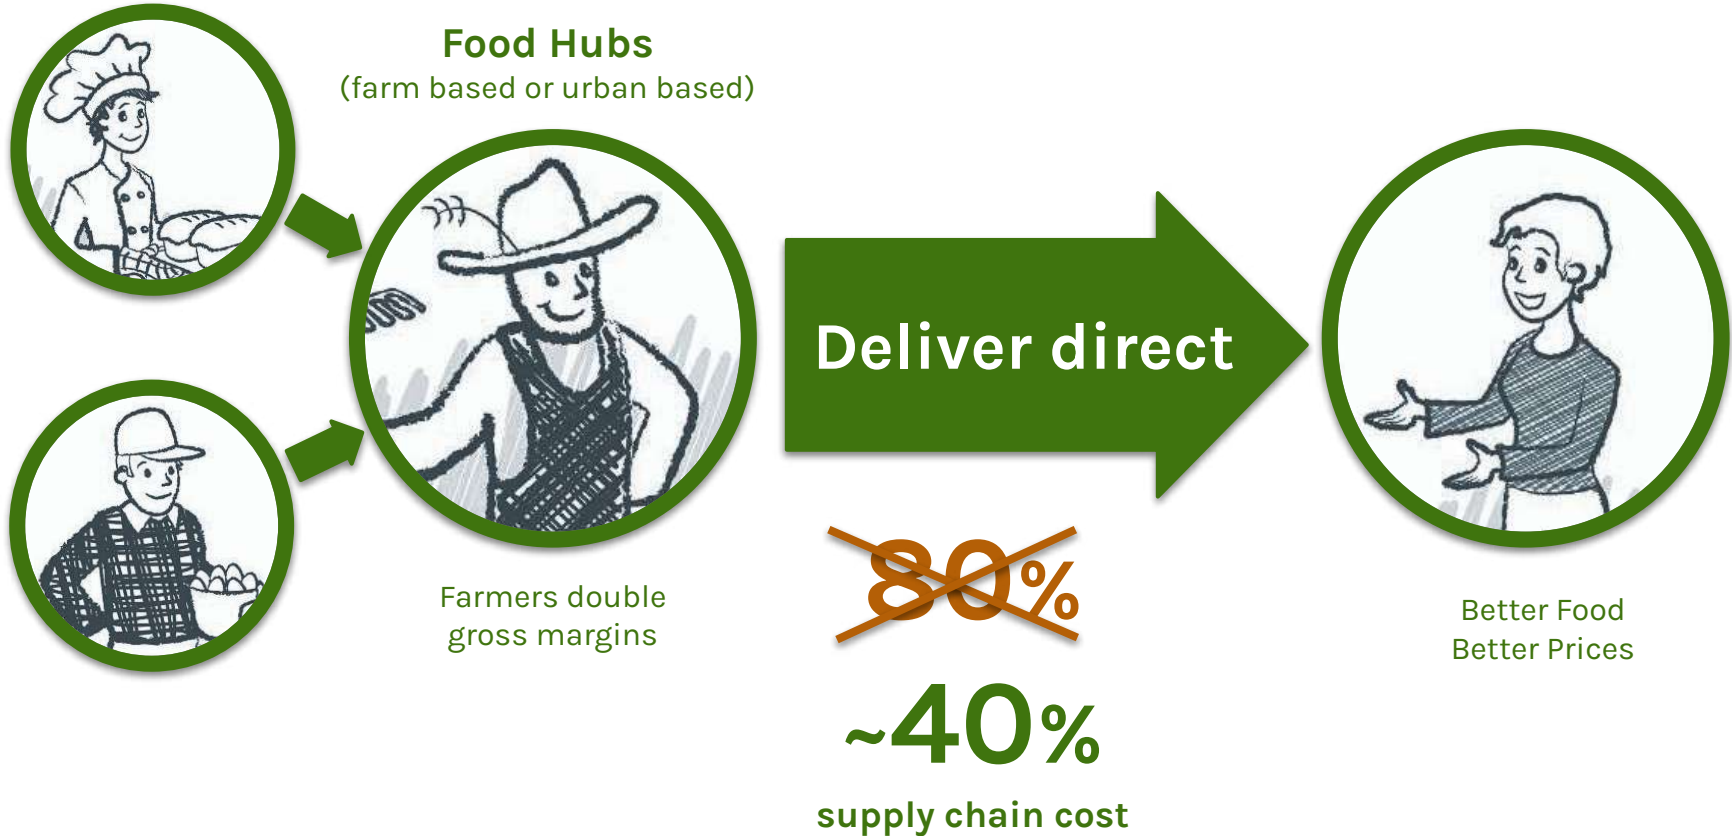 Food Hubs
(farm based or urban based)
Deliver direct
Farmers double
gross margins
80%
~40%
supply chain cost
Better Food
Better Prices